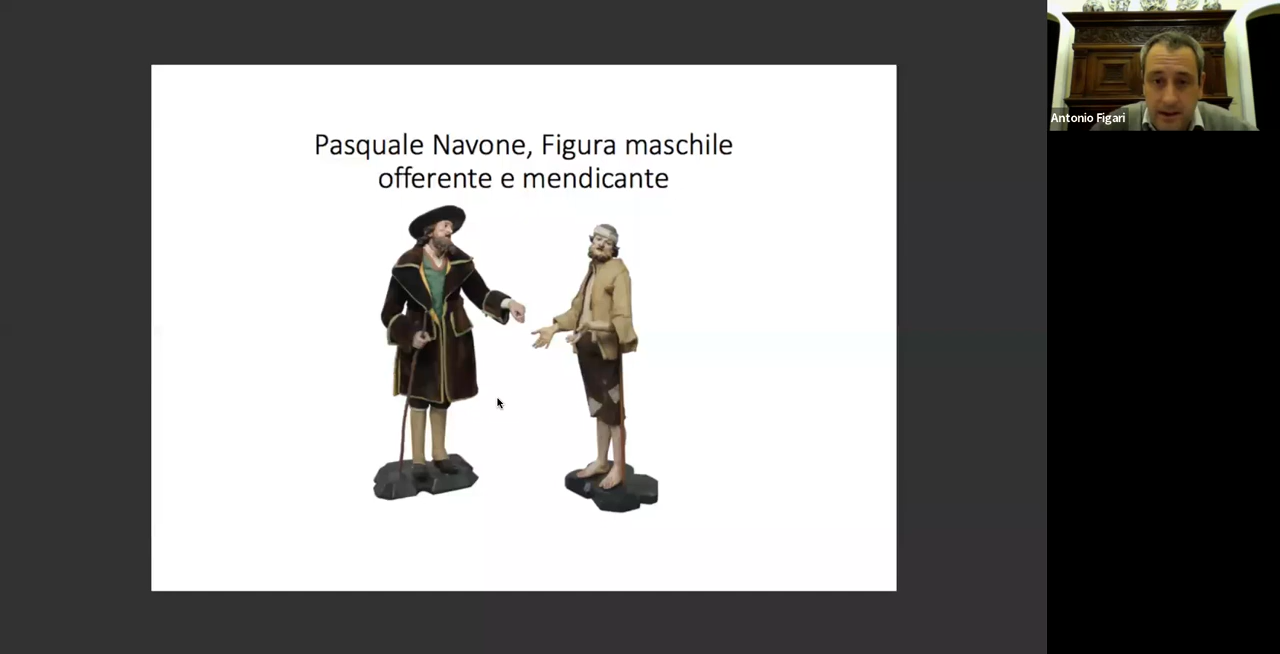 Pasquale Navone, Figura maschile
offerente e mendicante
Antonio Figari